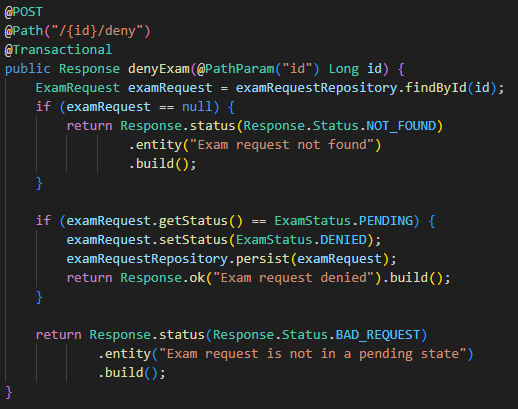 @POST
@Path("/{id}/deny")
@Transactional
public Response denyExam(@PathParam("id") Long id) {
    ExamRequest examRequest = examRequestRepository.findById(id);
    if (examRequest == null) {
        return Response.status(Response.Status.NOT_FOUND)
                .entity("Exam request not found")
                .build();
    }

    if (examRequest.getStatus() == ExamStatus.PENDING) {
        examRequest.setStatus(ExamStatus.DENIED);
        examRequestRepository.persist(examRequest);
        return Response.ok("Exam request denied").build();
    }

    return Response.status(Response.Status.BAD_REQUEST)
            .entity("Exam request is not in a pending state")
            .build();
}